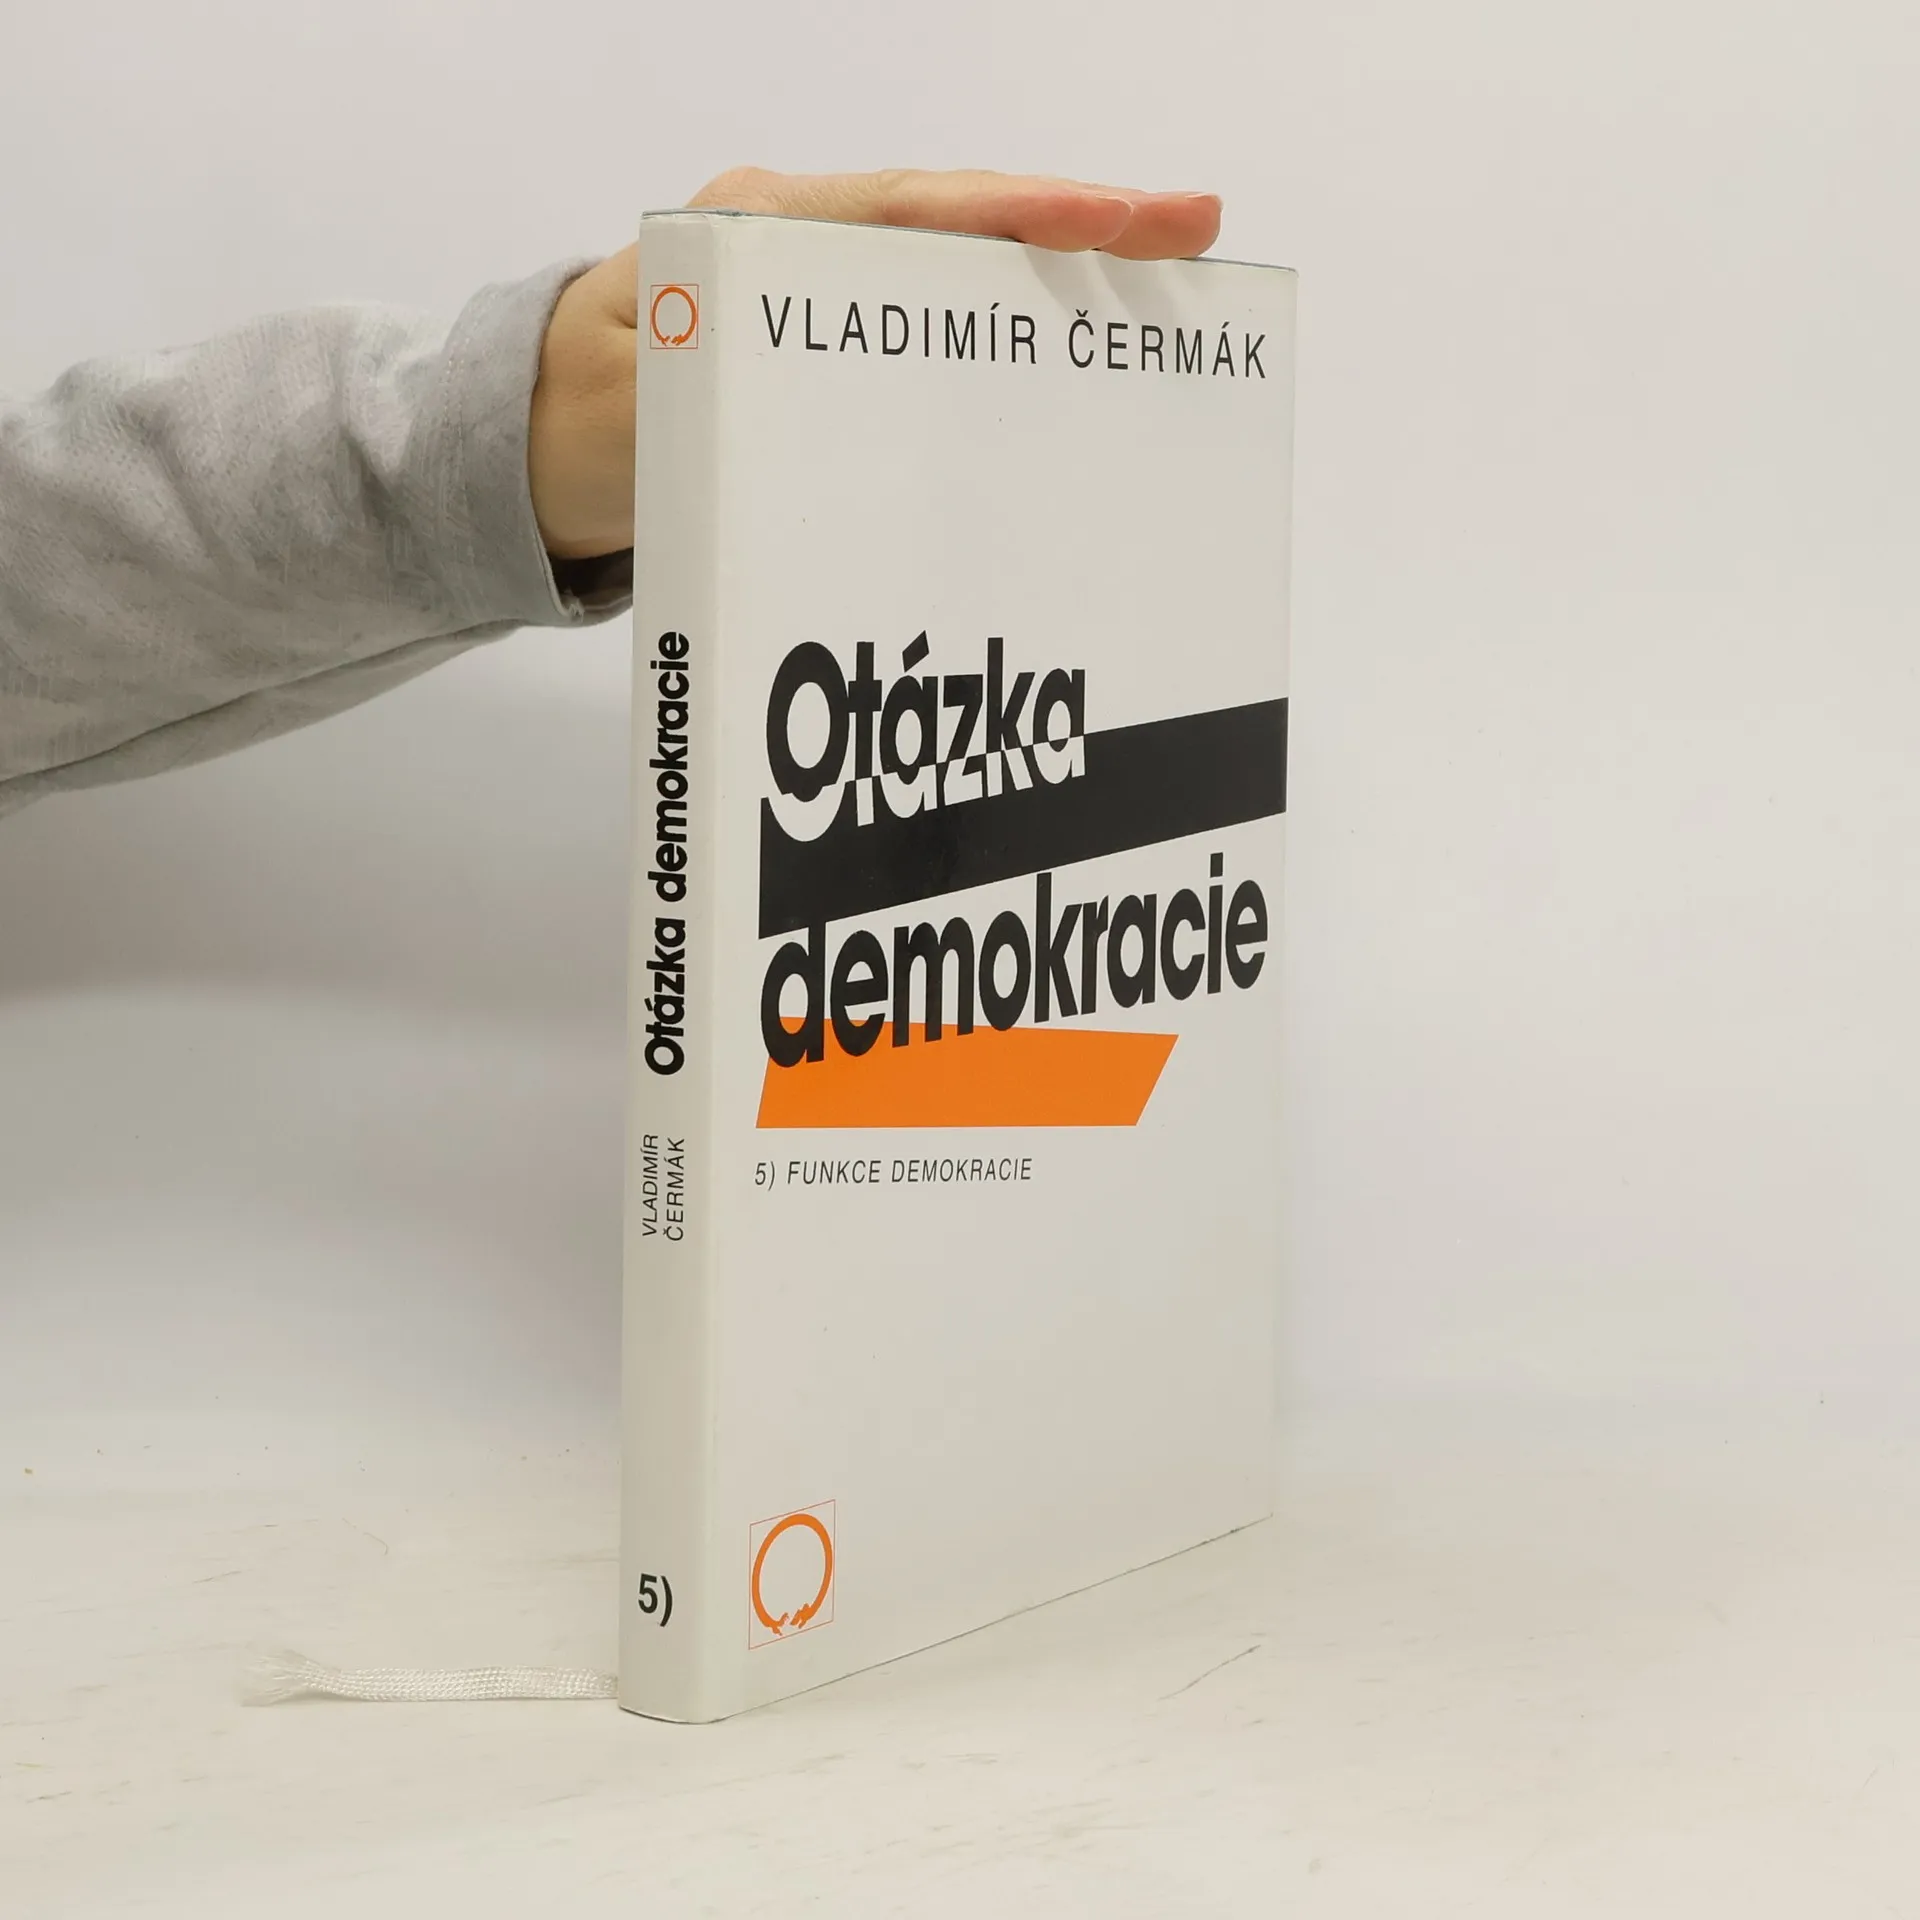 VLADIMÍR ČERMÁK
Otázka
demokracie
5) FUNKCE DEMOKRACIE
Otázka demokracie
VLADIMÍR
ČERMÁK
5)